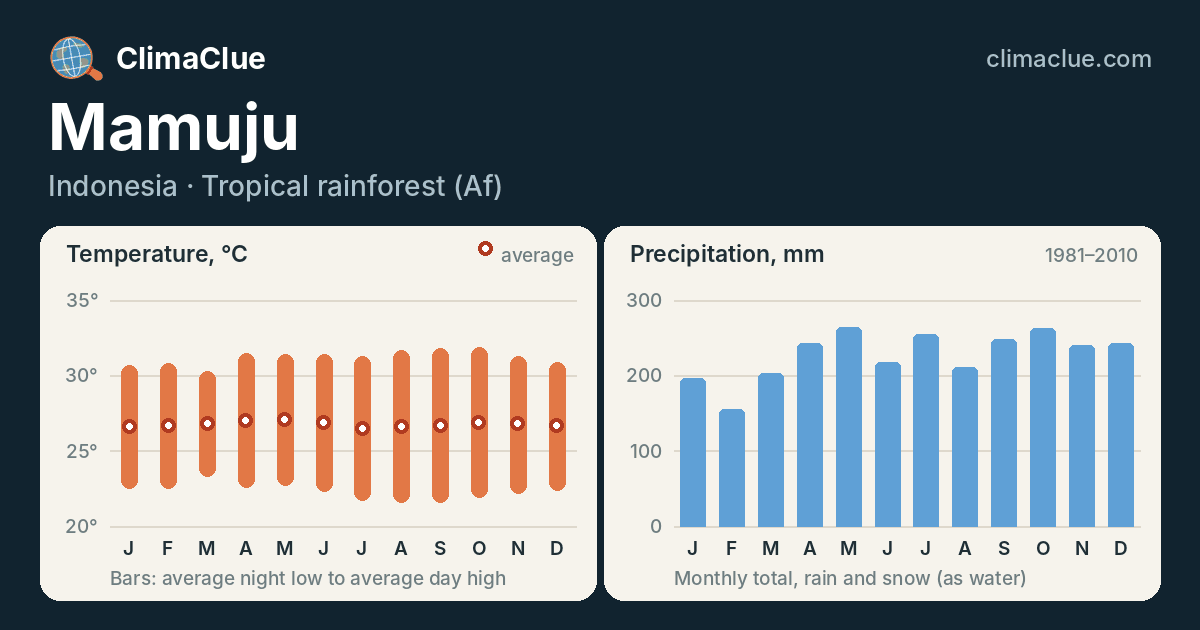 ClimaClue
climaclue.com
Mamuju
Indonesia · Tropical rainforest (Af)
Temperature, °C
average
35°
30°
25°
20°
J F M A M J J A S O N D
Bars: average night low to average day high
Precipitation, mm
1981–2010
300
200
100
0
J F M A M J J A S O N D
Monthly total, rain and snow (as water)